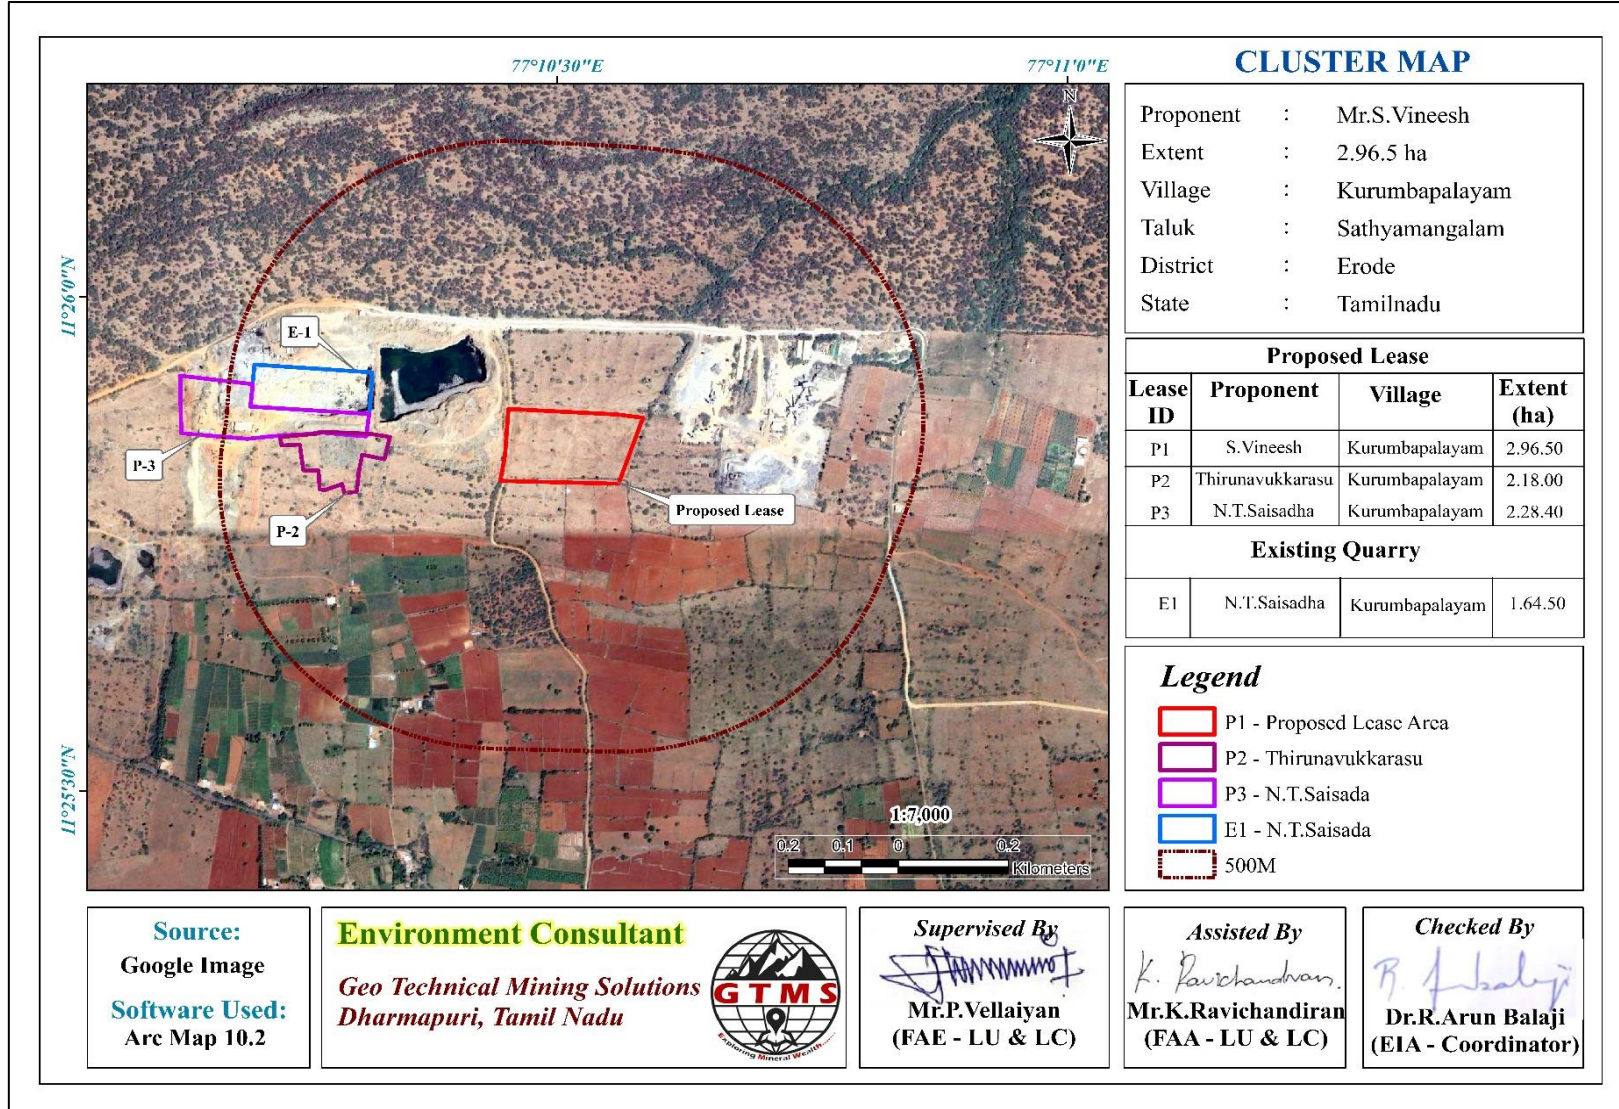 CLUSTER MAP
77°10'30"E
77°11'0"E
N
11°26'0"N
11°25'30"N
E-1
P-3
P-2
Proposed Lease
1:7,000
0.2 0.1 0 0.2
Kilometers
Proponent : Mr.S.Vineesh
Extent : 2.96.5 ha
Village : Kurumbapalayam
Taluk : Sathyamangalam
District : Erode
State : Tamilnadu
Proposed Lease
Lease ID Proponent Village Extent (ha)
P1 S.Vineesh Kurumbapalayam 2.96.50
P2 Thirunavukkarasu Kurumbapalayam 2.18.00
P3 N.T.Saisadha Kurumbapalayam 2.28.40
Existing Quarry
E1 N.T.Saisadha Kurumbapalayam 1.64.50
Legend
P1 - Proposed Lease Area
P2 - Thirunavukkarasu
P3 - N.T.Saisada
E1 - N.T.Saisada
500M
Source:
Google Image
Software Used:
Arc Map 10.2
Environment Consultant
Geo Technical Mining Solutions
Dharmapuri, Tamil Nadu
GTMS
Exploring Mineral Wealth......
Supervised By
Mr.P.Vellaiyan
(FAE - LU & LC)
Assisted By
K. Ravichandran.
Mr.K.Ravichandiran
(FAA - LU & LC)
Checked By
Dr.R.Arun Balaji
(EIA - Coordinator)